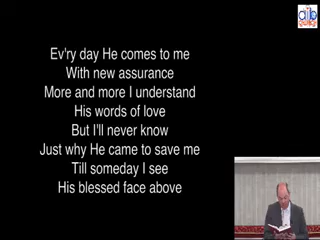 Ev'ry day He comes to me
With new assurance
More and more I understand
His words of love
But I'll never know
Just why He came to save me
Till someday I see
His blessed face above